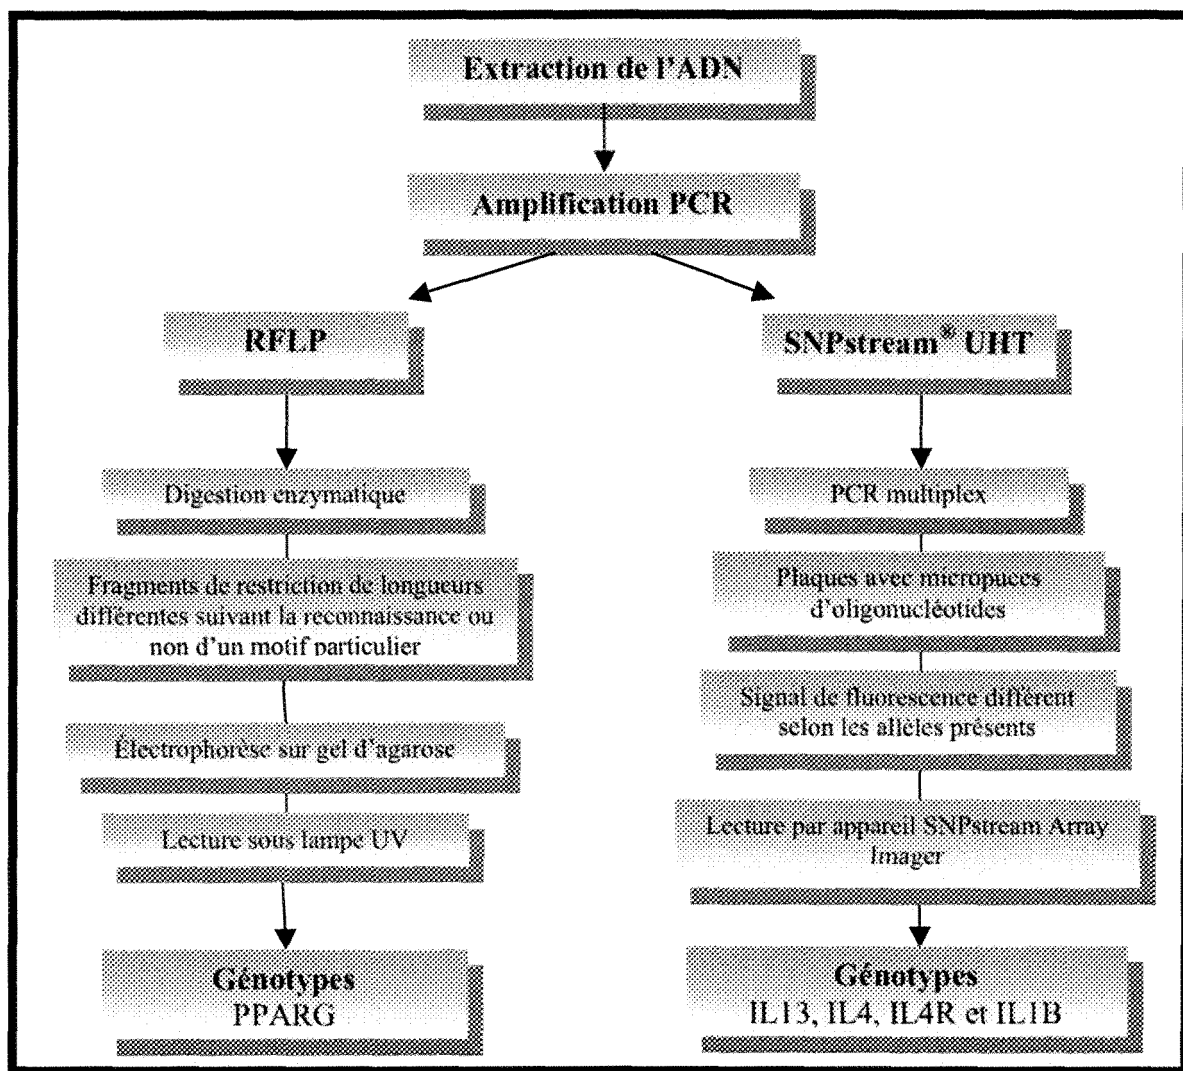 Extraction de l'ADN
Amplification PCR
RFLP
Digestion enzymatique
Fragments de restriction de longueurs
différentes suivant la reconnaissance ou
non d'un motif particulier
Électrophorèse sur gel d'agarose
Lecture sous lampe UV
Génotypes
PPARG
SNPstream® UHT
PCR multiplex
Plaques avec micropuces
d'oligonucléotides
Signal de fluorescence différent
selon les allèles présents
Lecture par appareil SNPstream Array
Imager
Génotypes
IL13, IL4, IL4R et IL1B